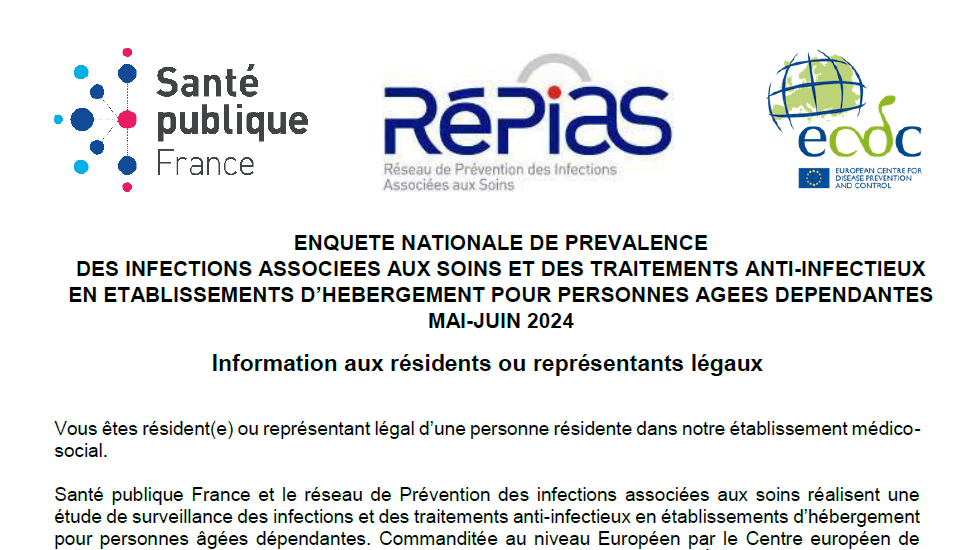 Santé
publique
France
RéPias
Réseau de Prévention des Infections
Associées aux Soins
ecdc
EUROPEAN CENTRE FOR
DISEASE PREVENTION
AND CONTROL
ENQUETE NATIONALE DE PREVALENCE
DES INFECTIONS ASSOCIEES AUX SOINS ET DES TRAITEMENTS ANTI-INFECTIEUX
EN ETABLISSEMENTS D’HEBERGEMENT POUR PERSONNES AGEES DEPENDANTES
MAI-JUIN 2024
Information aux résidents ou représentants légaux
Vous êtes résident(e) ou représentant légal d’une personne résidente dans notre établissement médico-
social.
Santé publique France et le réseau de Prévention des infections associées aux soins réalisent une
étude de surveillance des infections et des traitements anti-infectieux en établissements d’hébergement
pour personnes âgées dépendantes. Commanditée au niveau Européen par le Centre européen de